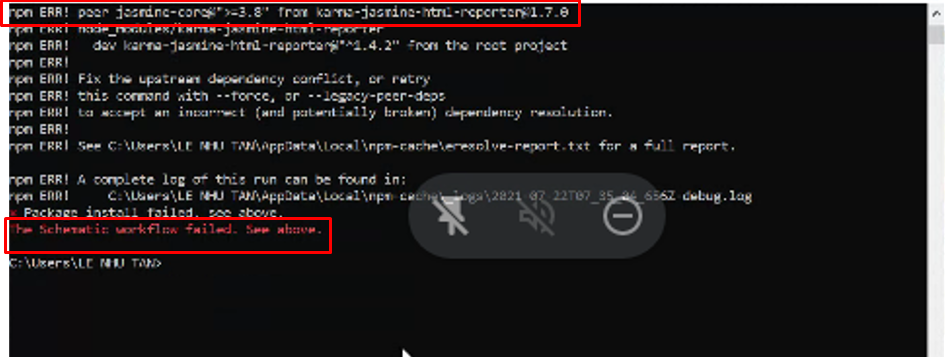 npm ERR! peer jasmine-core@">=3.8" from karma-jasmine-html-reporter@1.7.0
npm ERR! node_modules/karma-jasmine-html-reporter
npm ERR!   dev karma-jasmine-html-reporter@"^1.4.2" from the root project
npm ERR!
npm ERR! Fix the upstream dependency conflict, or retry
npm ERR! this command with --force, or --legacy-peer-deps
npm ERR! to accept an incorrect (and potentially broken) dependency resolution.
npm ERR!
npm ERR! See C:\Users\LE NHU TAN\AppData\Local\npm-cache\eresolve-report.txt for a full report.
npm ERR! A complete log of this run can be found in:
npm ERR!     C:\Users\LE NHU TAN\AppData\Local\npm-cache\_logs\2021-07-22T07_35_04_656Z-debug.log
× Package install failed, see above.
The Schematic workflow failed. See above.
C:\Users\LE NHU TAN>